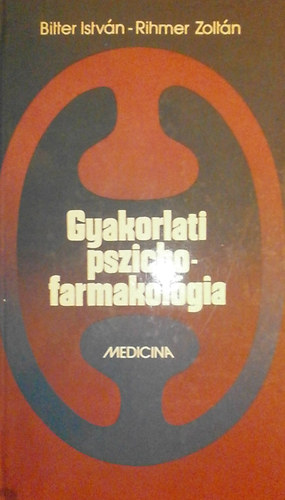 Bitter István - Rihmer Zoltán
Gyakorlati
pszicho-
farmakológia
MEDICINA